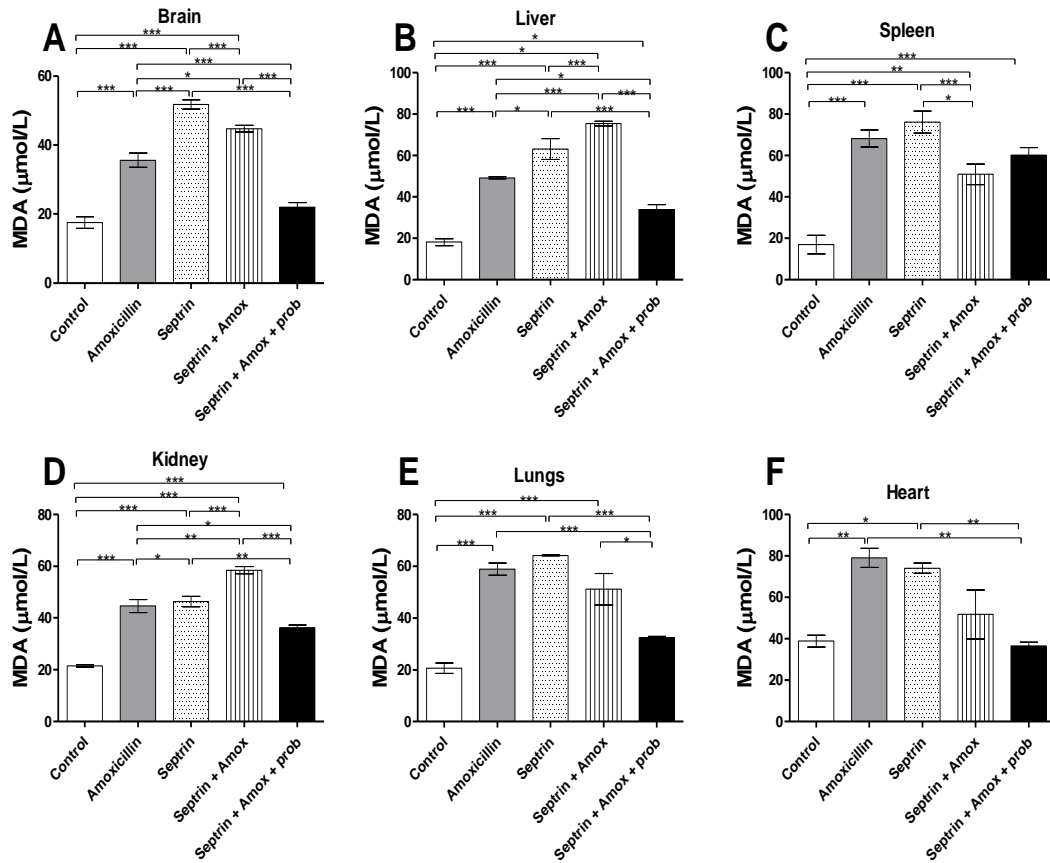 A
Brain
***
***
***
***
*
***
***
***
***
MDA (µmol/L)
60
40
20
0
Control
Amoxicillin
Septrin
Septrin + Amox
Septrin + Amox + prob
B
Liver
*
*
***
***
*
***
***
***
*
***
MDA (µmol/L)
100
80
60
40
20
0
Control
Amoxicillin
Septrin
Septrin + Amox
Septrin + Amox + prob
C
Spleen
***
**
***
***
*
MDA (µmol/L)
100
80
60
40
20
0
Control
Amoxicillin
Septrin
Septrin + Amox
Septrin + Amox + prob
D
Kidney
***
***
***
***
*
**
***
***
*
**
MDA (µmol/L)
80
60
40
20
0
Control
Amoxicillin
Septrin
Septrin + Amox
Septrin + Amox + prob
E
Lungs
***
***
***
***
***
*
MDA (µmol/L)
80
60
40
20
0
Control
Amoxicillin
Septrin
Septrin + Amox
Septrin + Amox + prob
F
Heart
*
**
**
**
MDA (µmol/L)
100
80
60
40
20
0
Control
Amoxicillin
Septrin
Septrin + Amox
Septrin + Amox + prob